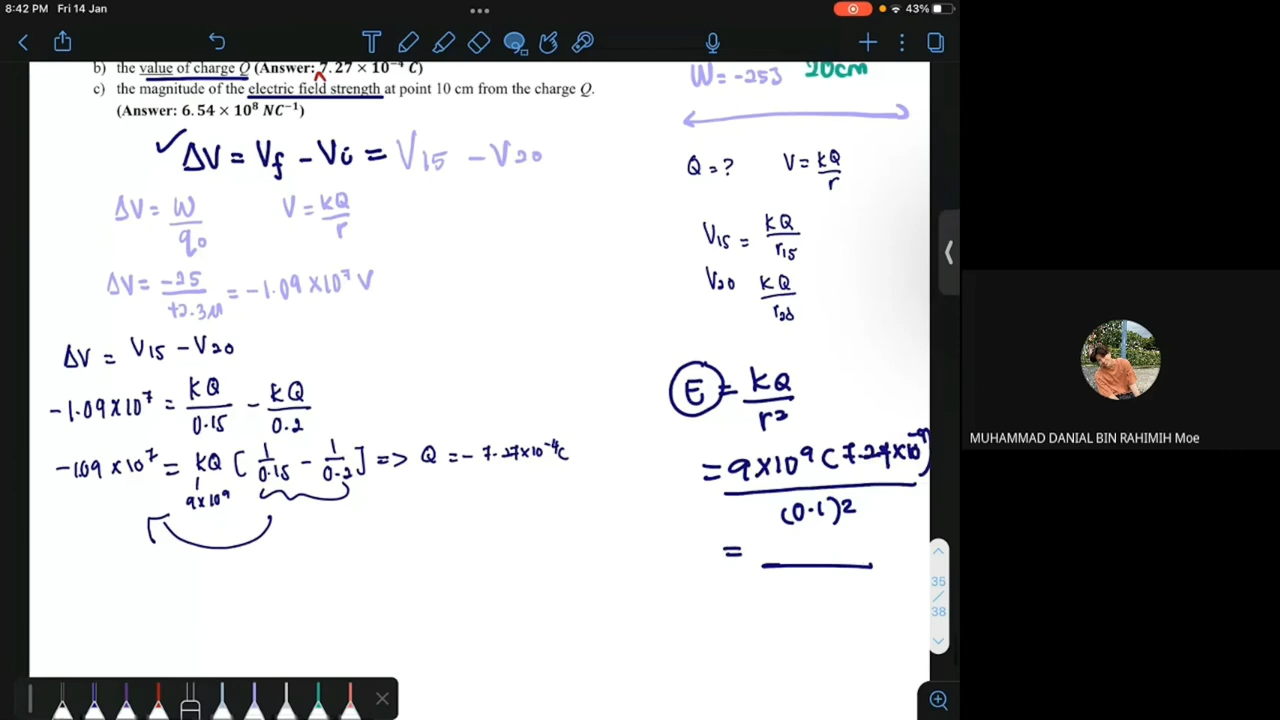 8:42 PM Fri 14 Jan
43%
b) the value of charge Q (Answer: 7.27 × 10⁻⁴ C)
c) the magnitude of the electric field strength at point 10 cm from the charge Q.
(Answer: 6.54 × 10⁸ NC⁻¹)
W = -25J 20cm
✓ ΔV = Vf - Vi = V15 - V20
ΔV = W/q0 V = kQ/r
ΔV = -25/+2.3μ = -1.09 × 10⁷ V
ΔV = V15 - V20
-1.09 × 10⁷ = kQ/0.15 - kQ/0.2
-1.09 × 10⁷ = kQ [ 1/0.15 - 1/0.2 ] => Q = - 7.27 × 10⁻⁴ C
9 × 10⁹
Q = ? V = kQ/r
V15 = kQ/r15
V20 kQ/r20
E = kQ/r²
= 9 × 10⁹ (7.27 × 10⁻⁴)/(0.1)²
=
35
/
38
MUHAMMAD DANIAL BIN RAHIMIH Moe